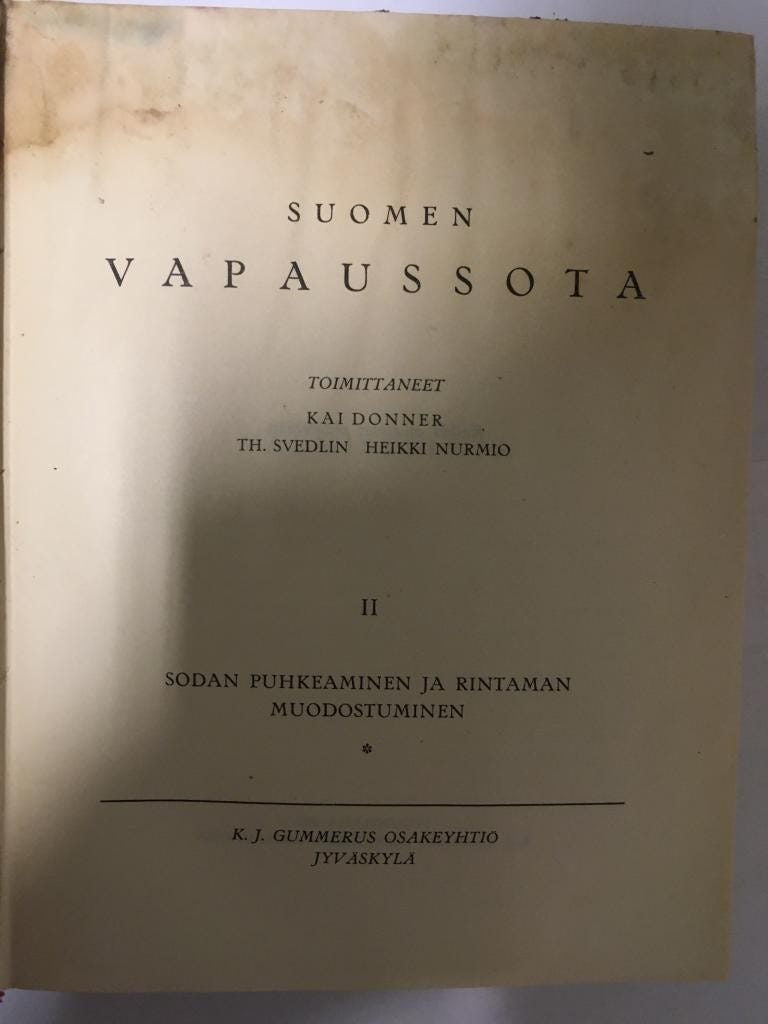 SUOMEN
VAPAUSSOTA
TOIMITTANEET
KAI DONNER
TH. SVEDLIN HEIKKI NURMIO
II
SODAN PUHKEAMINEN JA RINTAMAN
MUODOSTUMINEN
*
K. J. GUMMERUS OSAKEYHTIÖ
JYVÄSKYLÄ